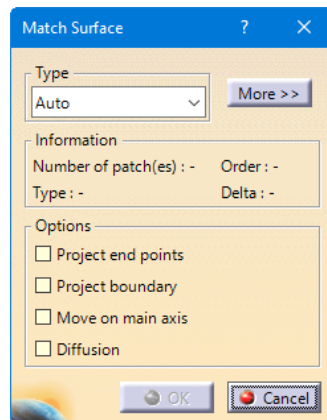 Match Surface ? ×
Type
Auto
More >>
Information
Number of patch(es) : - Order : -
Type : - Delta : -
Options
Project end points
Project boundary
Move on main axis
Diffusion
OK Cancel